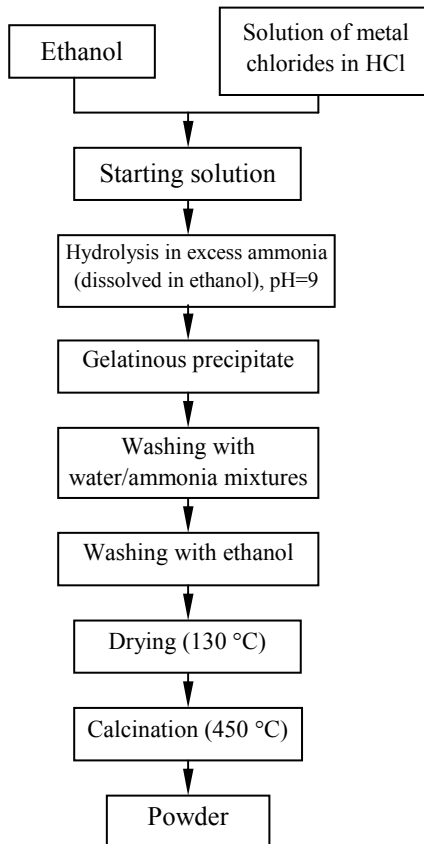 Ethanol
Solution of metal
chlorides in HCl
Starting solution
Hydrolysis in excess ammonia
(dissolved in ethanol), pH=9
Gelatinous precipitate
Washing with
water/ammonia mixtures
Washing with ethanol
Drying (130 °C)
Calcination (450 °C)
Powder